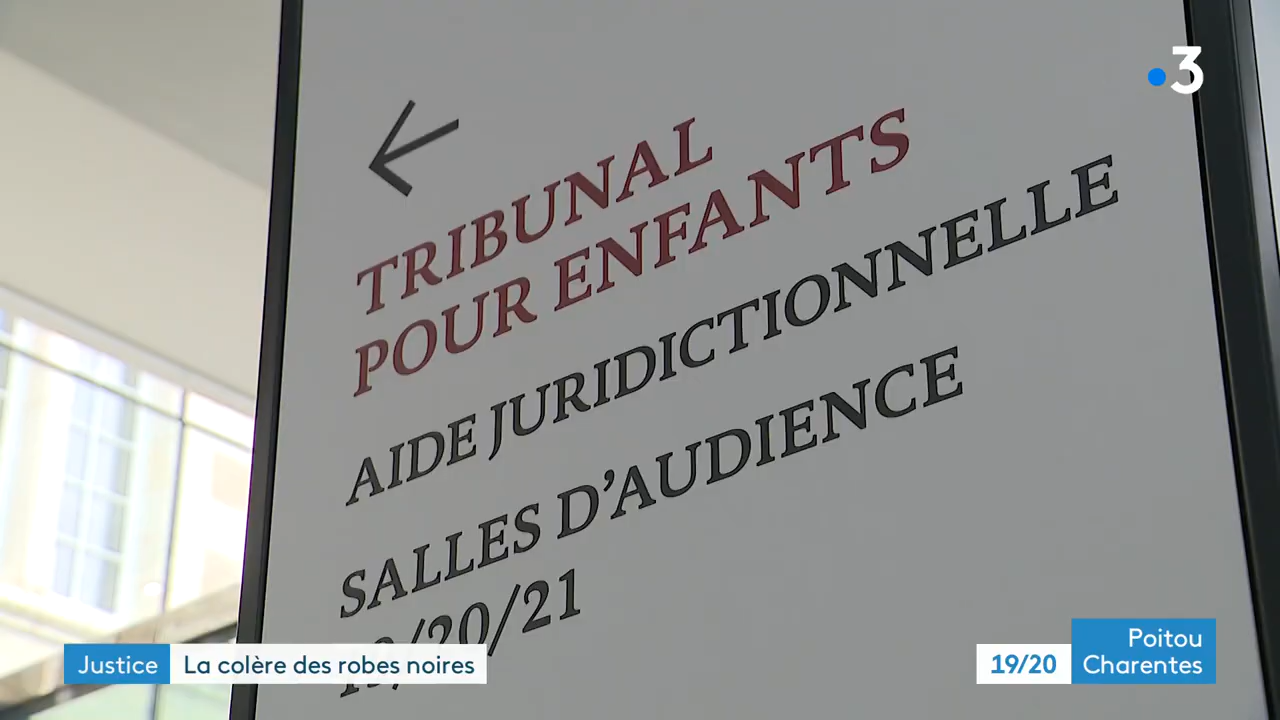 3
TRIBUNAL
POUR ENFANTS
AIDE JURIDICTIONNELLE
SALLES D'AUDIENCE
/20/21
Justice La colère des robes noires
19/20 Poitou
Charentes